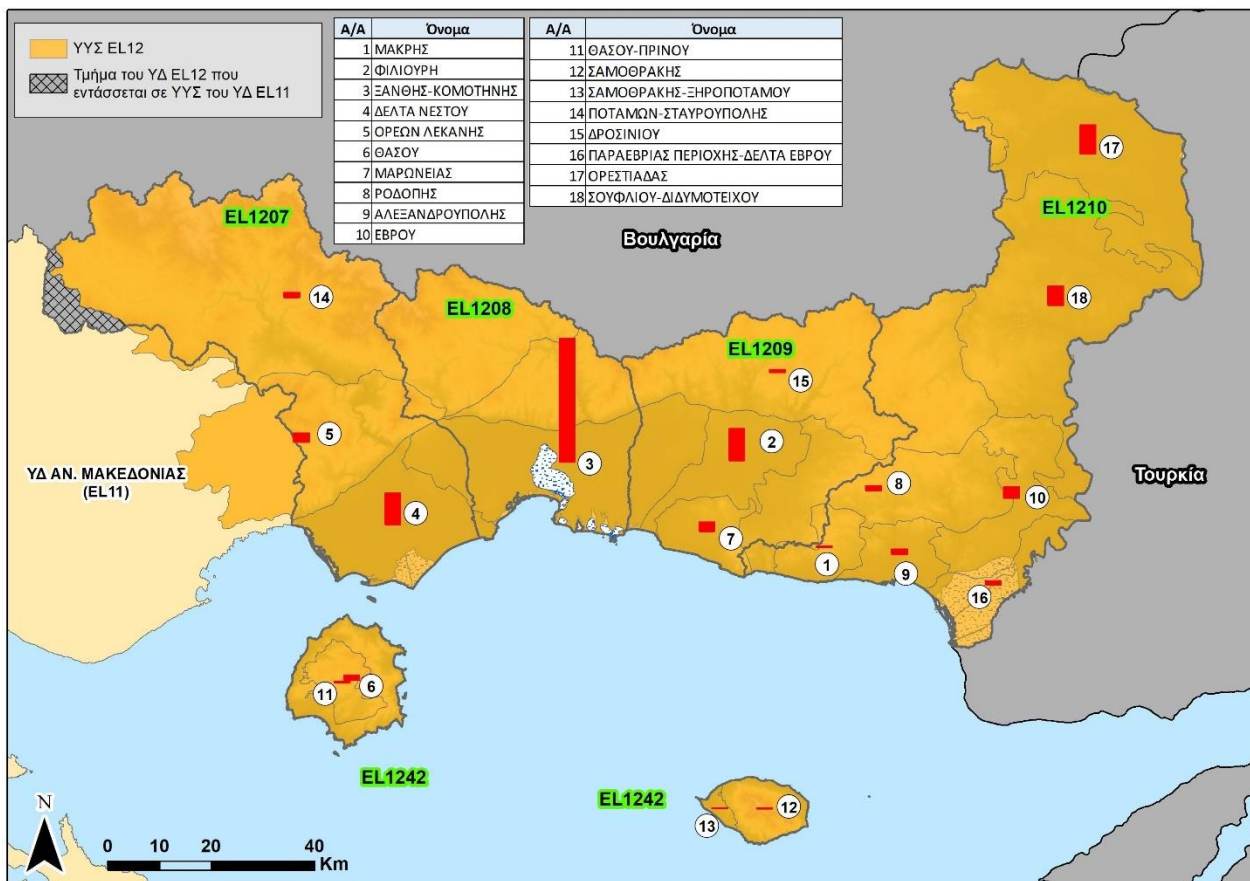 ΥΥΣ EL12
Τμήμα του ΥΔ EL12 που
εντάσσεται σε ΥΥΣ του ΥΔ EL11
Α/Α Όνομα
1 ΜΑΚΡΗΣ
2 ΦΙΛΙΟΥΡΗ
3 ΞΑΝΘΗΣ-ΚΟΜΟΤΗΝΗΣ
4 ΔΕΛΤΑ ΝΕΣΤΟΥ
5 ΟΡΕΩΝ ΛΕΚΑΝΗΣ
6 ΘΑΣΟΥ
7 ΜΑΡΩΝΕΙΑΣ
8 ΡΟΔΟΠΗΣ
9 ΑΛΕΞΑΝΔΡΟΥΠΟΛΗΣ
10 ΕΒΡΟΥ
Α/Α Όνομα
11 ΘΑΣΟΥ-ΠΡΙΝΟΥ
12 ΣΑΜΟΘΡΑΚΗΣ
13 ΣΑΜΟΘΡΑΚΗΣ-ΞΗΡΟΠΟΤΑΜΟΥ
14 ΠΟΤΑΜΩΝ-ΣΤΑΥΡΟΥΠΟΛΗΣ
15 ΔΡΟΣΙΝΙΟΥ
16 ΠΑΡΑΕΒΡΙΑΣ ΠΕΡΙΟΧΗΣ-ΔΕΛΤΑ ΕΒΡΟΥ
17 ΟΡΕΣΤΙΑΔΑΣ
18 ΣΟΥΦΛΙΟΥ-ΔΙΔΥΜΟΤΕΙΧΟΥ
17
EL1207
EL1210
Βουλγαρία
14
18
EL1208
EL1209
15
5
2
3
ΥΔ ΑΝ. ΜΑΚΕΔΟΝΙΑΣ
(EL11)
Τουρκία
8
10
4
7
1
9
16
11
6
EL1242
EL1242
13
12
N
0 10 20 40
Km